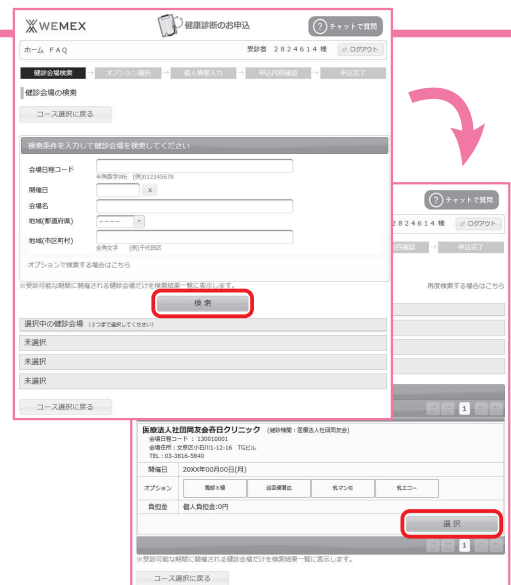 WEMEX
健康診断のお申込
? チャットで質問
ホーム FAQ
受診者 2824614 様
ログアウト
健診会場検索 → オプション選択 → 個人情報入力 → 申込内容確認 → 申込完了
健診会場の検索
コース選択に戻る
検索条件を入力して健診会場を検索してください
会場日程コード
半角数字9桁 (例)012345678
開催日
x
会場名
地域(都道府県)
----
地域(市区町村)
全角文字 (例)千代田区
オプションで検索する場合はこちら
※受診可能な期間に開催される健診会場だけを検索結果一覧に表示します。
検 索
選択中の健診会場 (3つまで選択してください)
未選択
未選択
未選択
コース選択に戻る
? チャットで質問
2824614 様
ログアウト
→ 申込完了
再度検索する場合はこちら
1
医療法人社団同友会春日クリニック (健診機関:医療法人社団同友会)
会場日程コード : 130010001
会場住所 : 文京区小石川1-12-16 TGビル
TEL : 03-3816-5840
開催日 20XX年00月00日(月)
オプション 胸部X線 乳マンモ 乳エコー
負担金 個人負担金:0円
選 択
1
※受診可能な期間に開催される健診会場だけを検索結果一覧に表示します。
コース選択に戻る